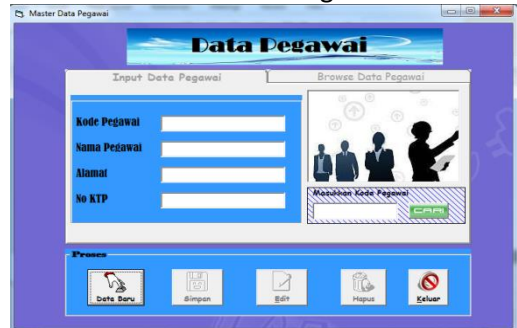 Master Data Pegawai
Data Pegawai
Input Data Pegawai
Browse Data Pegawai
Kode Pegawai
Nama Pegawai
Alamat
No KTP
Masukkan Kode Pegawai
CARI
Proses
Data Baru
Simpan
Edit
Hapus
Keluar